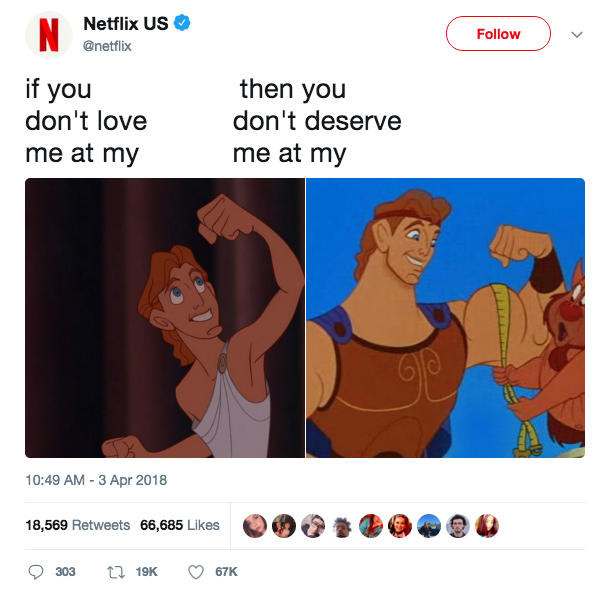 Netflix US
@netflix
Follow
if you
don't love
me at my
then you
don't deserve
me at my
10:49 AM - 3 Apr 2018
18,569 Retweets 66,685 Likes
303 19K 67K